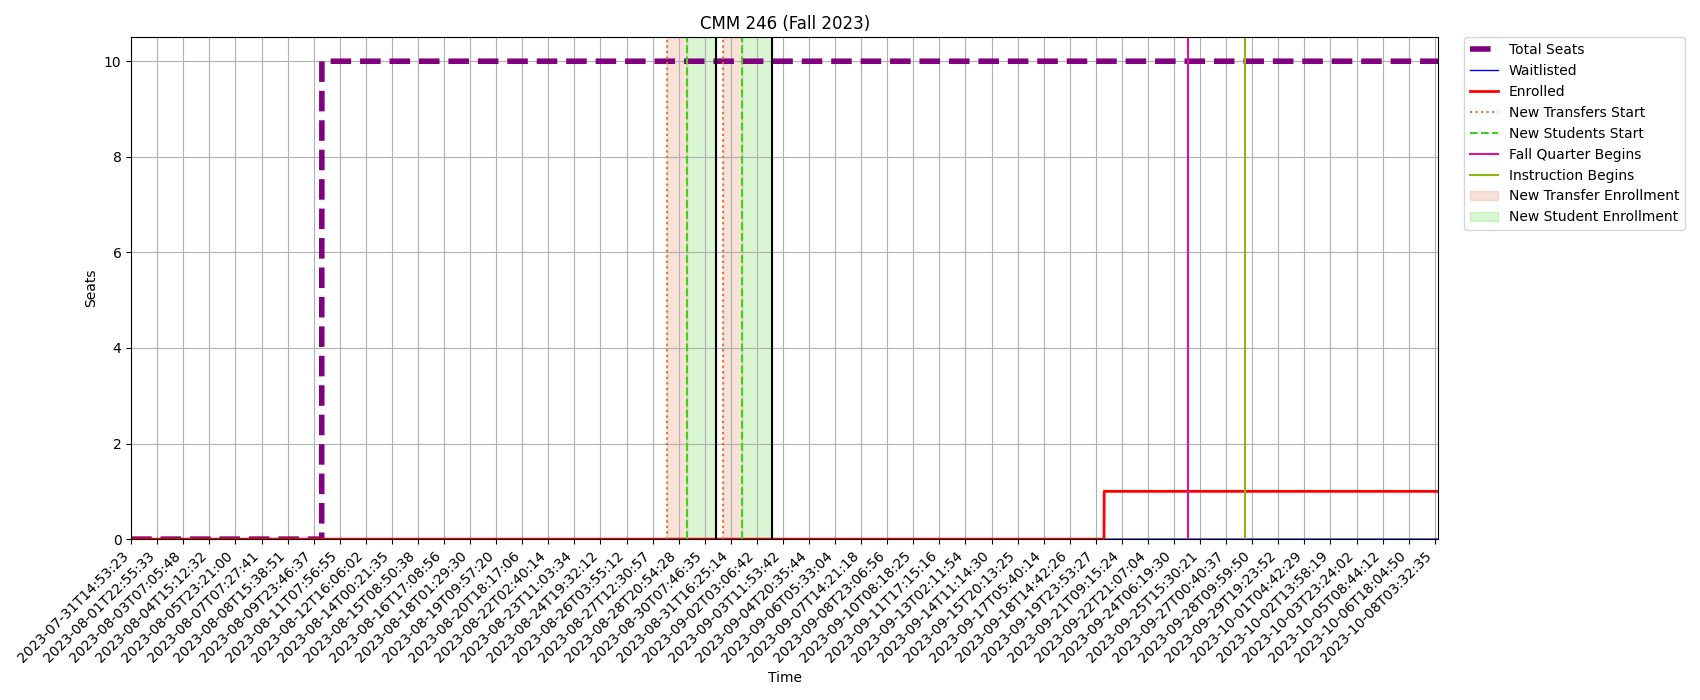 CMM 246 (Fall 2023)
Total Seats
Waitlisted
Enrolled
New Transfers Start
New Students Start
Fall Quarter Begins
Instruction Begins
New Transfer Enrollment
New Student Enrollment
Seats
10
8
6
4
2
0
2023-07-31T14:53:23
2023-08-01T22:55:33
2023-08-03T07:05:48
2023-08-04T15:12:32
2023-08-05T23:21:00
2023-08-07T07:27:41
2023-08-08T15:38:51
2023-08-09T23:46:37
2023-08-11T07:56:55
2023-08-12T16:06:02
2023-08-14T00:21:35
2023-08-15T08:50:38
2023-08-16T17:08:56
2023-08-18T01:29:30
2023-08-19T09:57:20
2023-08-20T18:17:06
2023-08-22T02:40:14
2023-08-23T11:03:34
2023-08-24T19:32:12
2023-08-26T03:55:12
2023-08-27T12:30:57
2023-08-28T20:54:28
2023-08-30T07:46:35
2023-08-31T16:25:14
2023-09-02T03:06:42
2023-09-03T11:53:42
2023-09-04T20:35:44
2023-09-06T05:33:04
2023-09-07T14:21:18
2023-09-08T23:06:56
2023-09-10T08:18:25
2023-09-11T17:15:16
2023-09-13T02:11:54
2023-09-14T11:14:30
2023-09-15T20:13:25
2023-09-17T05:40:14
2023-09-18T14:42:26
2023-09-19T23:53:27
2023-09-21T09:15:24
2023-09-22T21:07:04
2023-09-24T06:19:30
2023-09-25T15:30:21
2023-09-27T00:40:37
2023-09-28T09:59:50
2023-09-29T19:23:52
2023-10-01T04:42:29
2023-10-02T13:58:19
2023-10-03T23:24:02
2023-10-05T08:44:12
2023-10-06T18:04:50
2023-10-08T03:32:35
Time